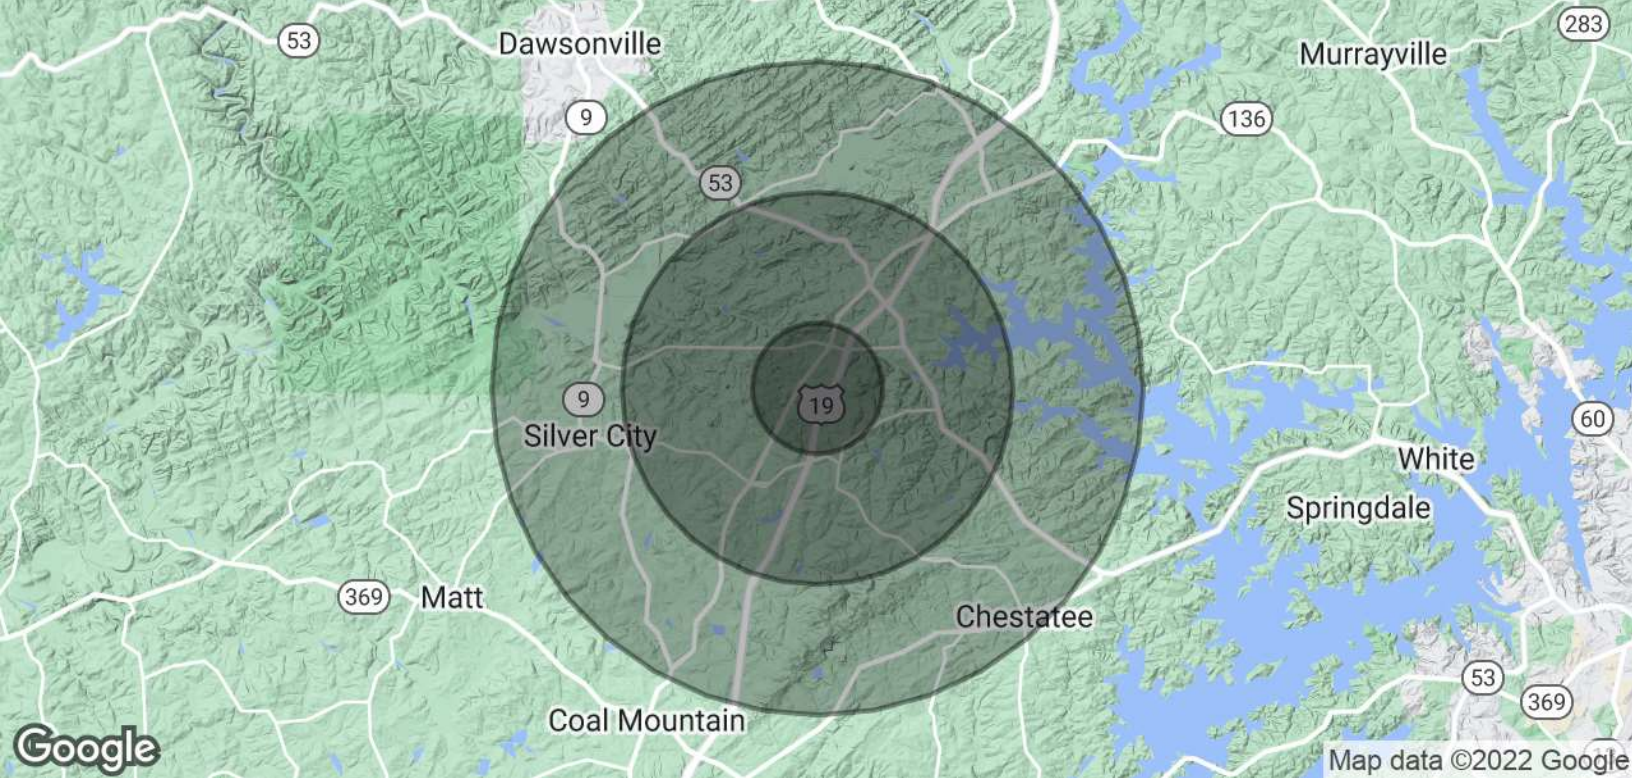 283
53
Dawsonville
Murrayville
9
136
53
9
19
60
Silver City
White
Springdale
369
Matt
Chestatee
53
369
Coal Mountain
Google
Map data ©2022 Google